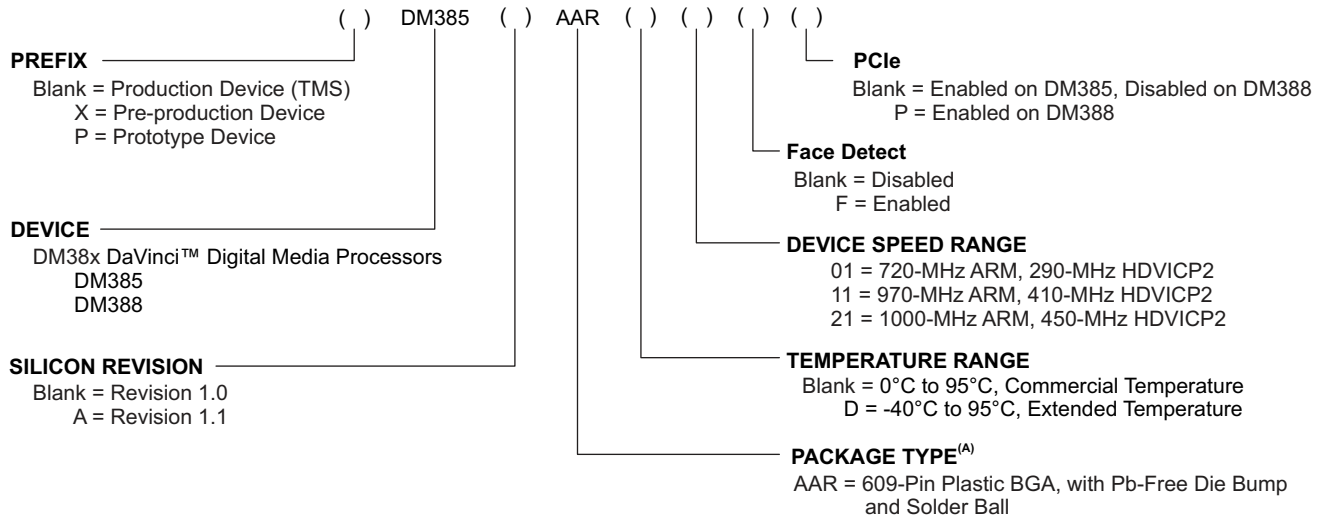 ( ) DM385 ( ) AAR ( ) ( ) ( ) ( )
PREFIX
Blank = Production Device (TMS)
X = Pre-production Device
P = Prototype Device
DEVICE
DM38x DaVinci™ Digital Media Processors
DM385
DM388
SILICON REVISION
Blank = Revision 1.0
A = Revision 1.1
PCIe
Blank = Enabled on DM385, Disabled on DM388
P = Enabled on DM388
Face Detect
Blank = Disabled
F = Enabled
DEVICE SPEED RANGE
01 = 720-MHz ARM, 290-MHz HDVICP2
11 = 970-MHz ARM, 410-MHz HDVICP2
21 = 1000-MHz ARM, 450-MHz HDVICP2
TEMPERATURE RANGE
Blank = 0°C to 95°C, Commercial Temperature
D = -40°C to 95°C, Extended Temperature
PACKAGE TYPE(A)
AAR = 609-Pin Plastic BGA, with Pb-Free Die Bump
and Solder Ball